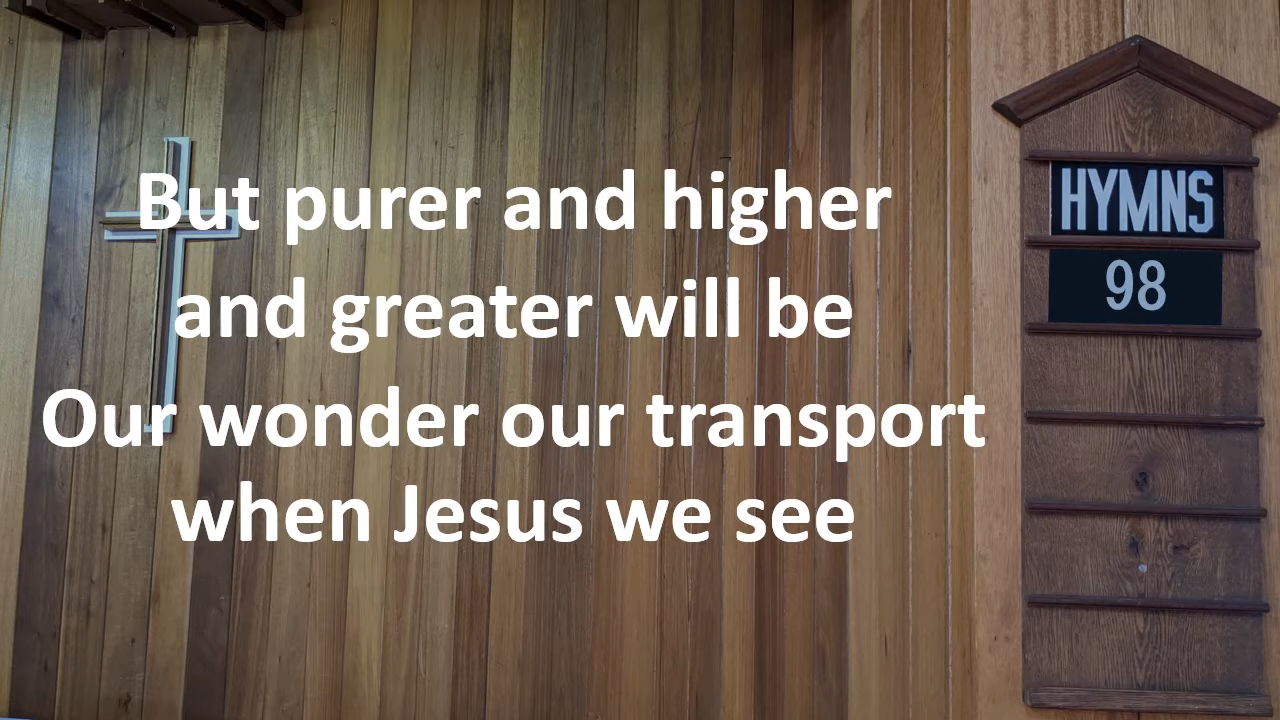 But purer and higher
and greater will be
Our wonder our transport
when Jesus we see
HYMNS
98